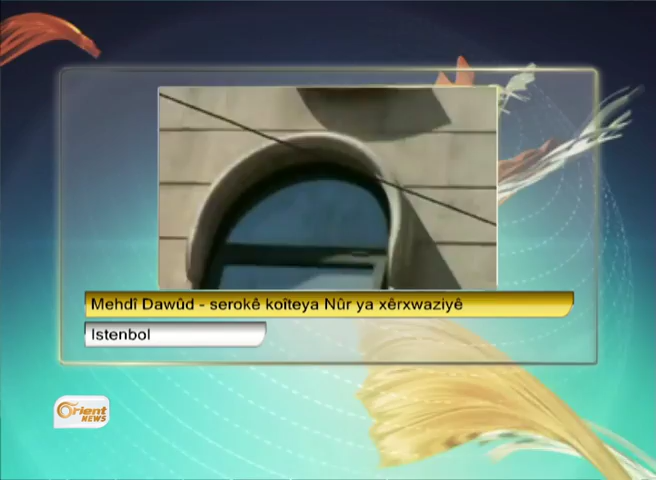 Mehdî Dawûd - serokê koîteya Nûr ya xêrxwaziyê
Istenbol
Orient
NEWS